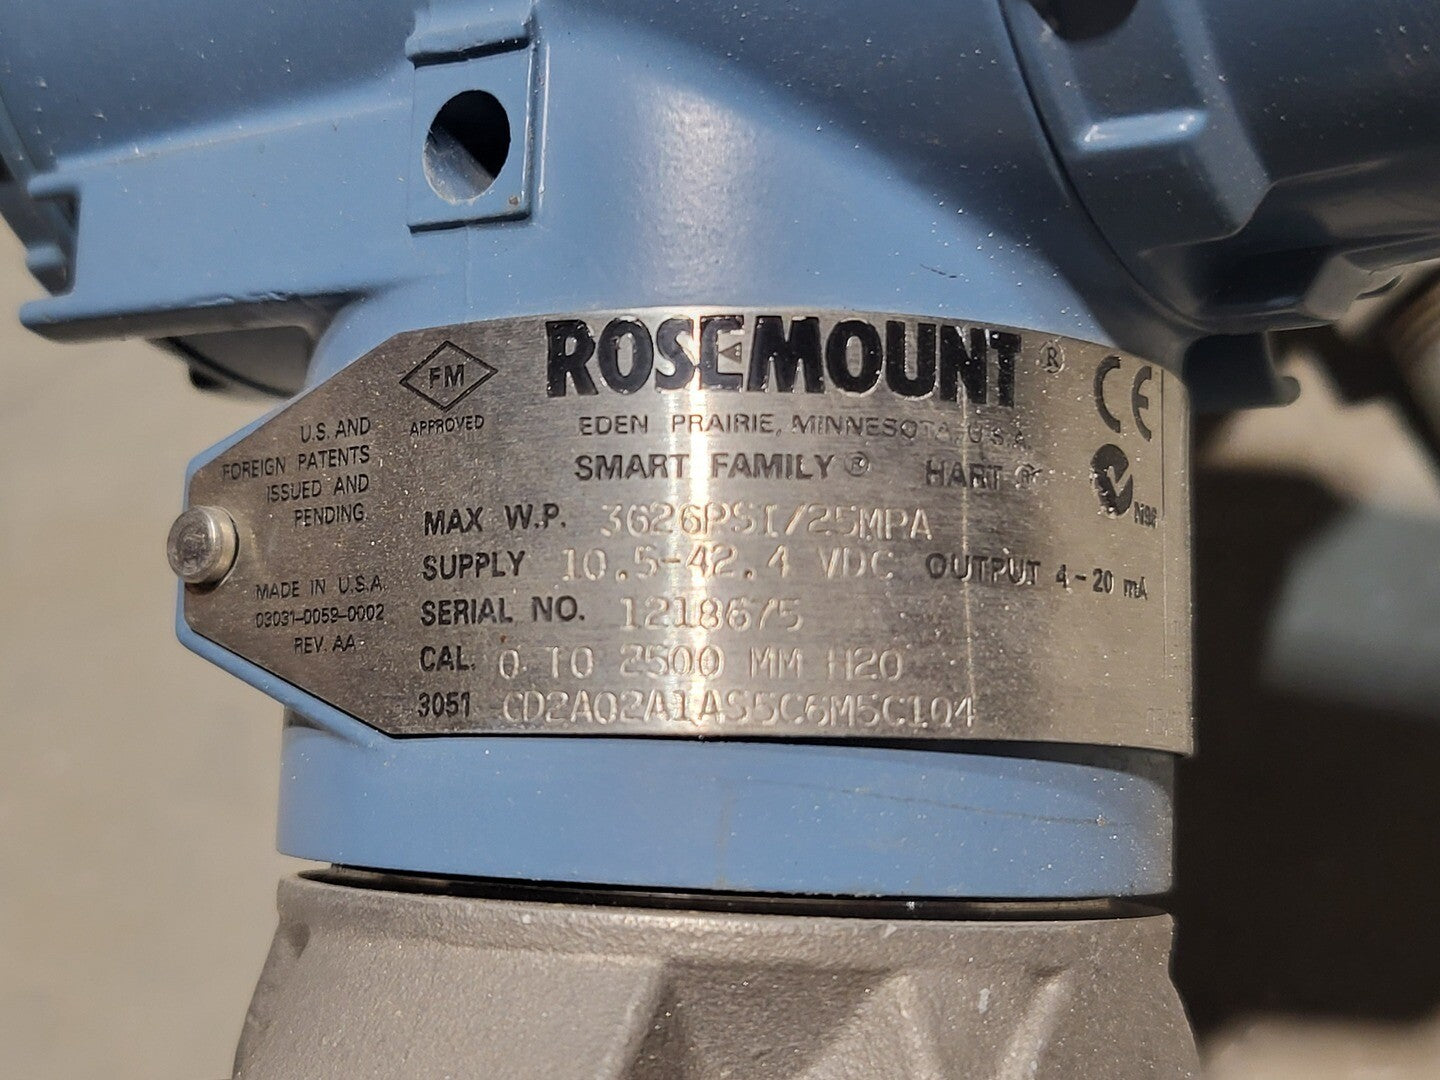 FM
APPROVED
ROSEMOUNT®
CE
EDEN PRAIRIE, MINNESOTA, U.S.A.
SMART FAMILY® HART®
N96
U.S. AND
FOREIGN PATENTS
ISSUED AND
PENDING.
MAX W.P. 3626PSI/25MPA
SUPPLY 10.5-42.4 VDC OUTPUT 4-20 mA
MADE IN U.S.A.
03031-0059-0002
REV. AA
SERIAL NO. 1218675
CAL. 0 TO 2500 MM H2O
3051 CD2A02A1AS5C6M5C1Q4